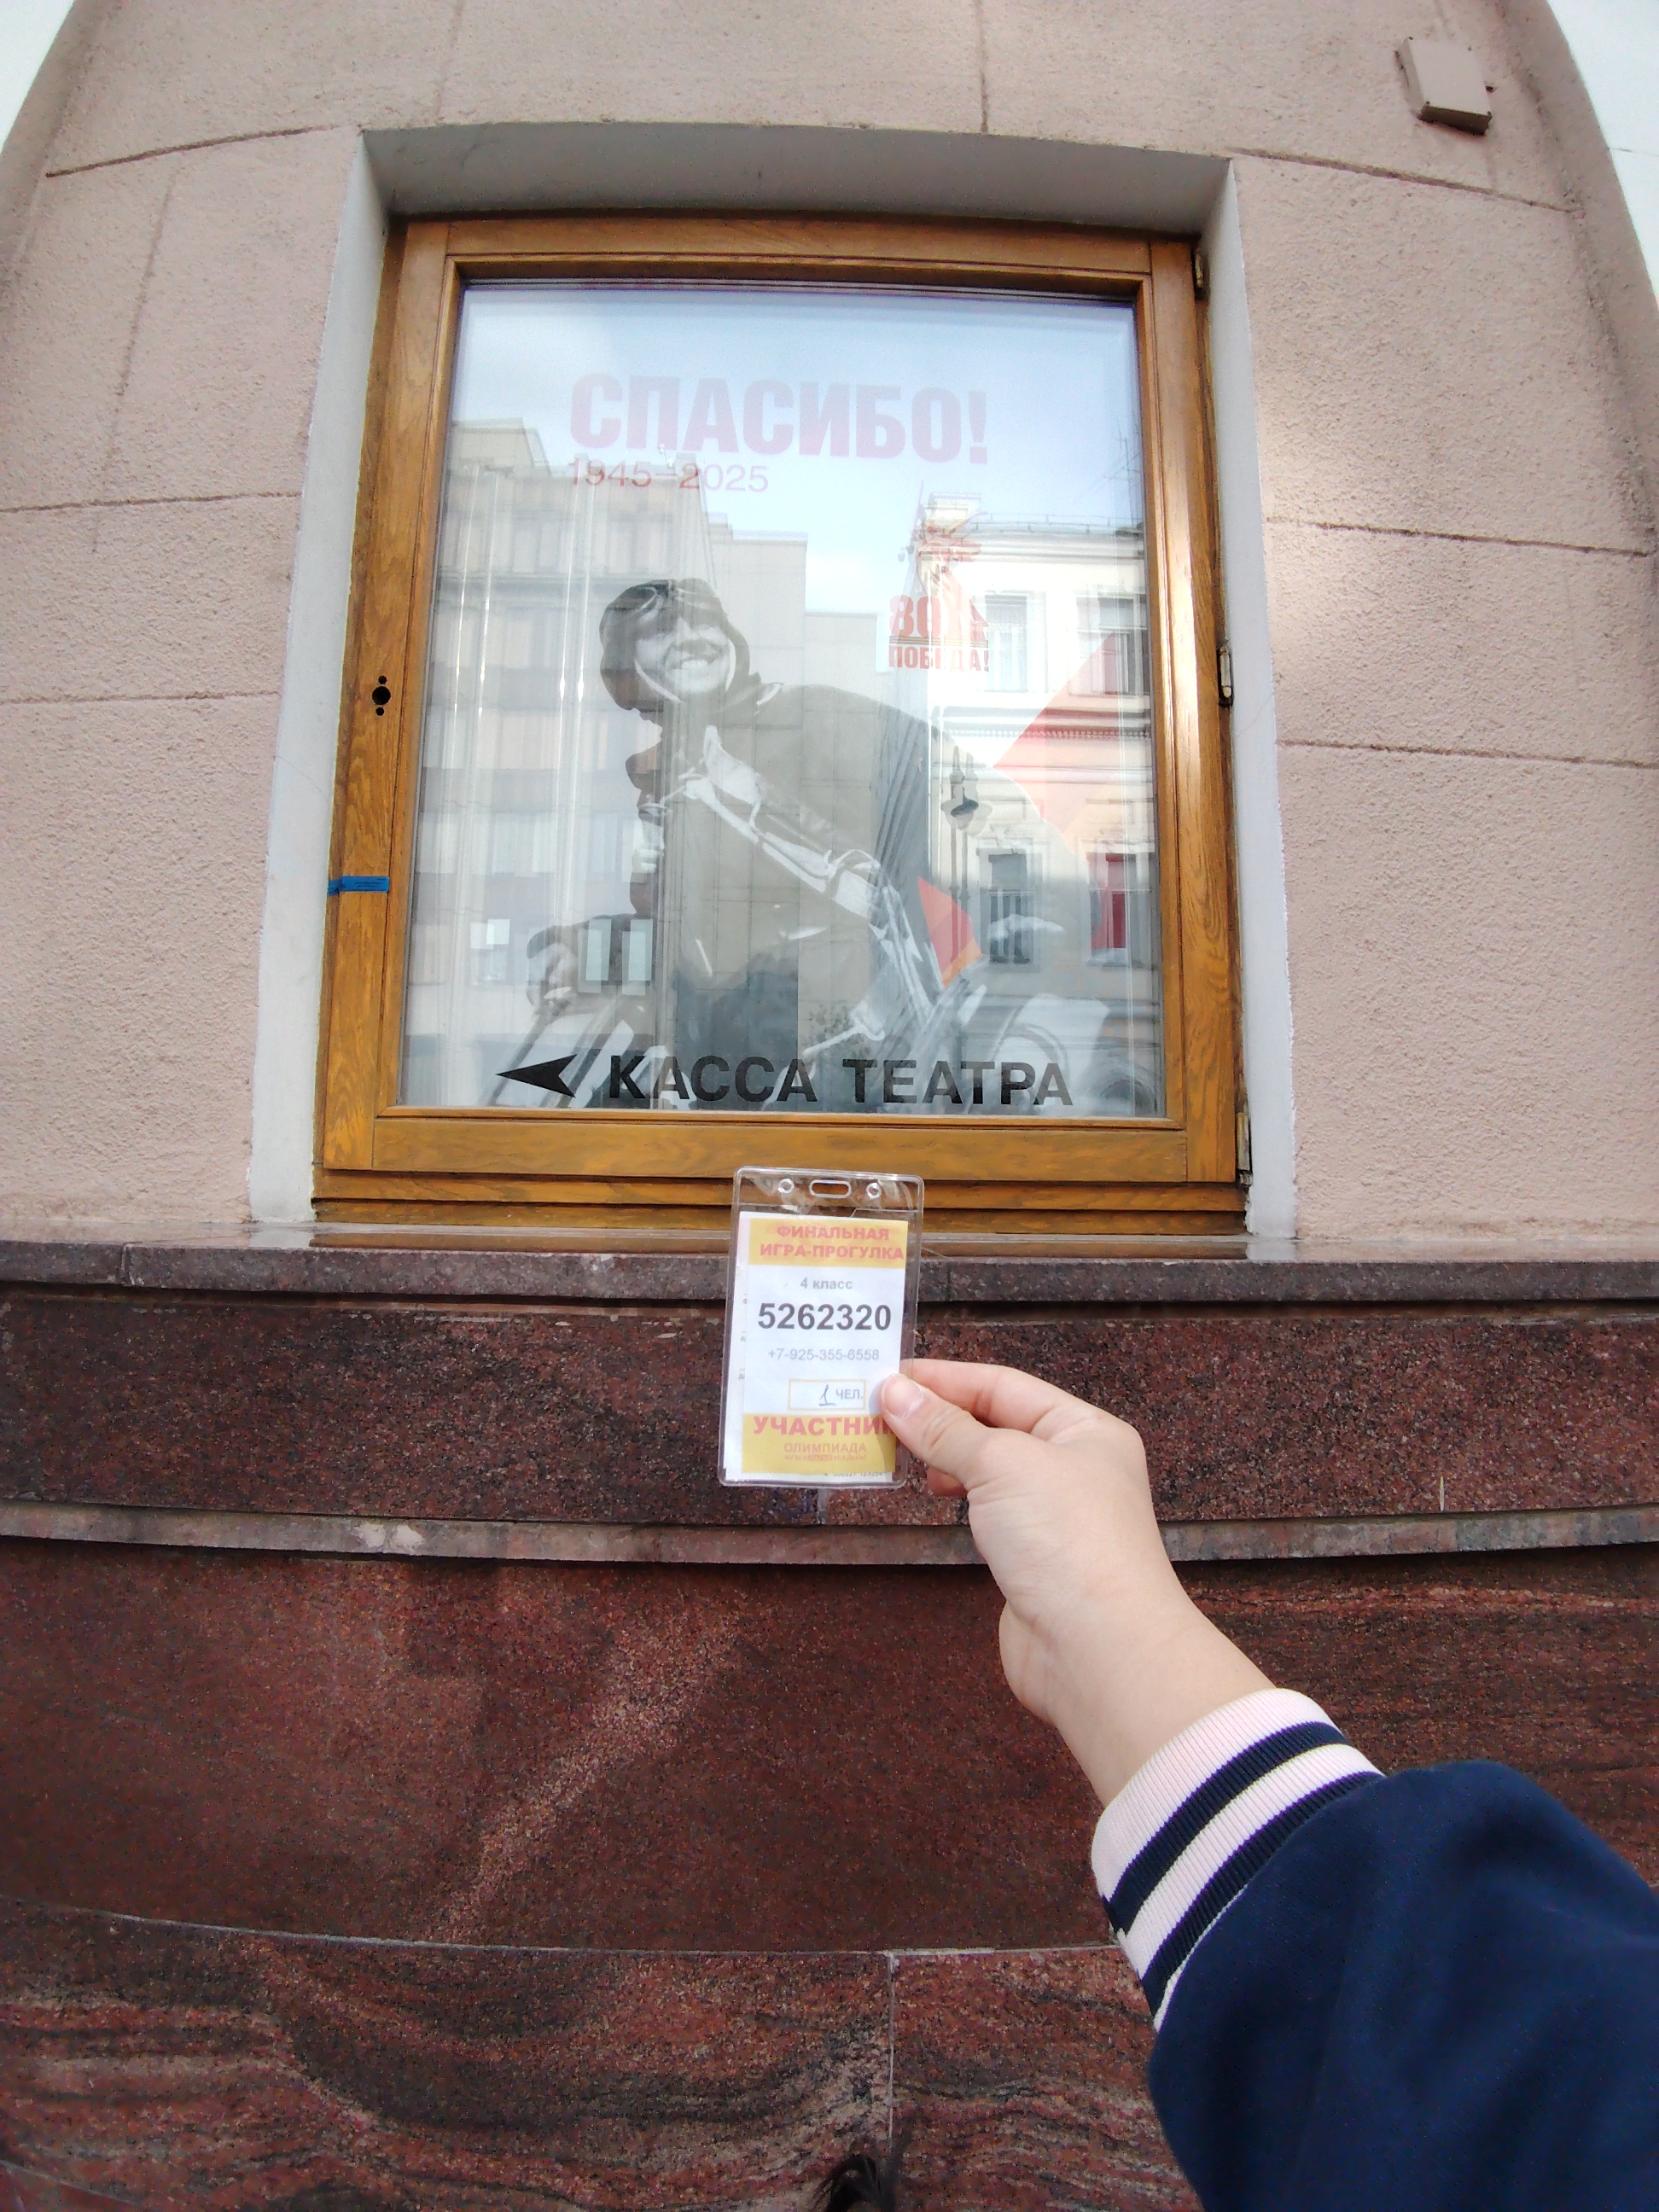 СПАСИБО!
1945–2025
80
ПОБЕДА!
КАССА ТЕАТРА
ФИНАЛЬНАЯ
ИГРА-ПРОГУЛКА
4 класс
5262320
+7-925-355-6558
1 ЧЕЛ.
УЧАСТНИК
ОЛИМПИАДА